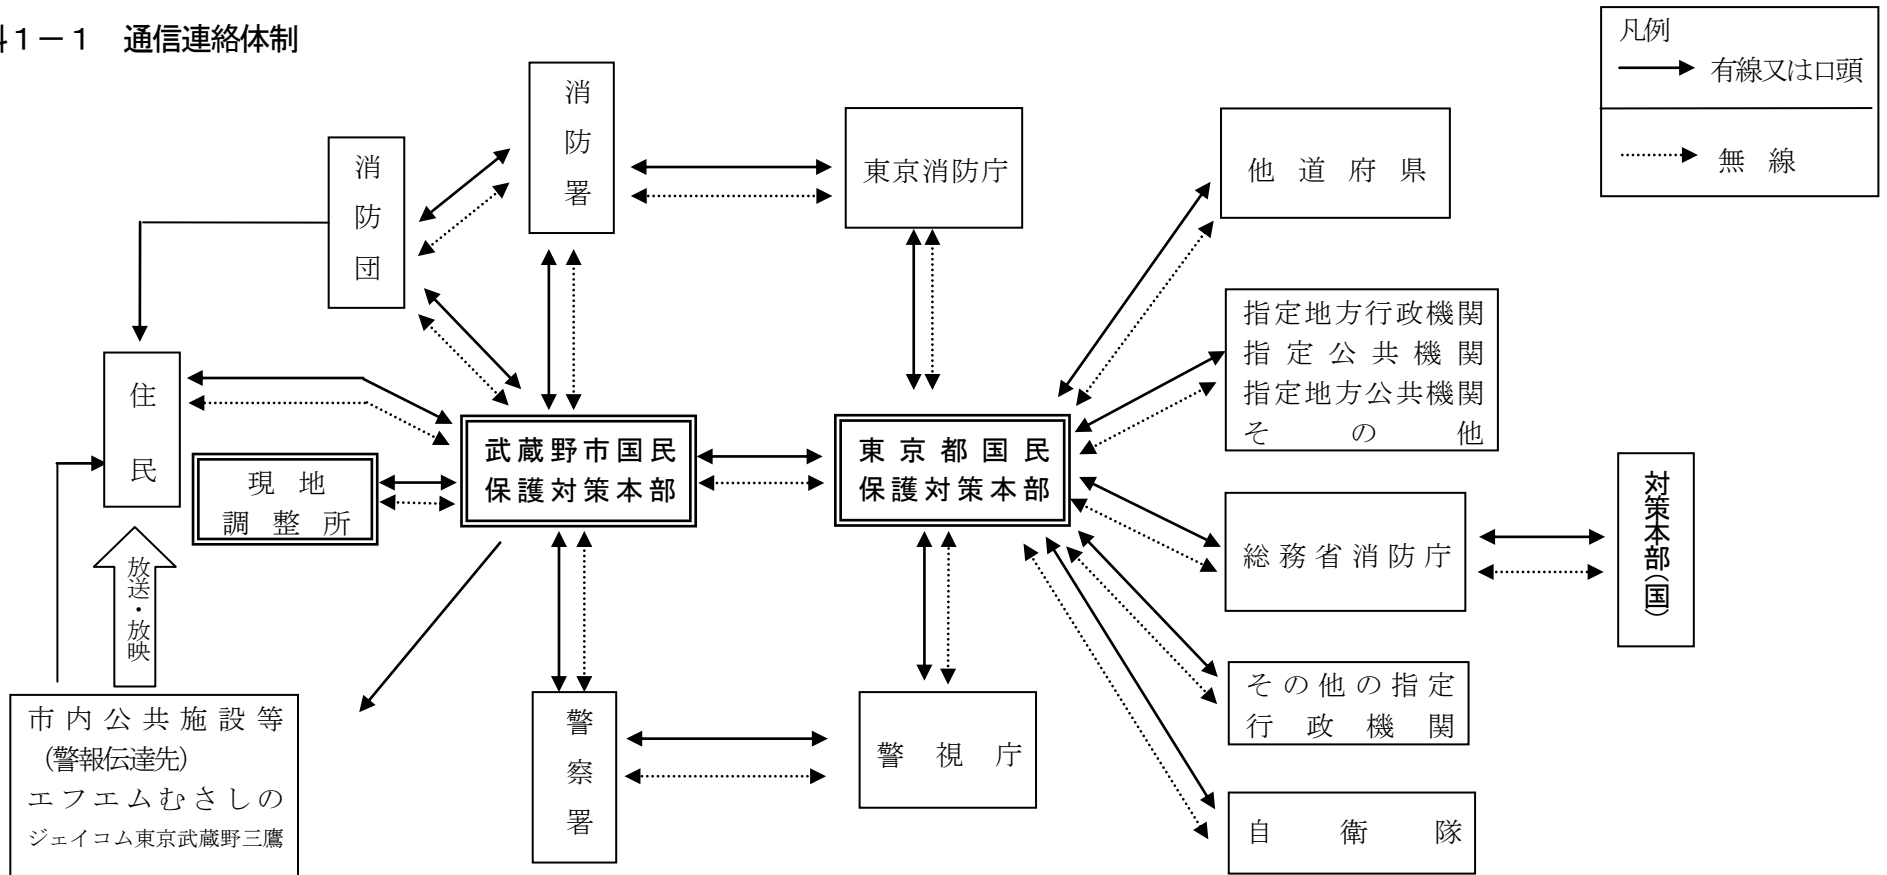 料1－1　通信連絡体制
凡例
有線又は口頭
無線
消防署
消防団
東京消防庁
他道府県
指定地方行政機関
指定公共機関
指定地方公共機関
その他
住民
武蔵野市国民
保護対策本部
東京都国民
保護対策本部
現地
調整所
総務省消防庁
対策本部（国）
放送・放映
その他の指定
行政機関
市内公共施設等
（警報伝達先）
エフエムむさしの
ジェイコム東京武蔵野三鷹
警察署
警視庁
自衛隊